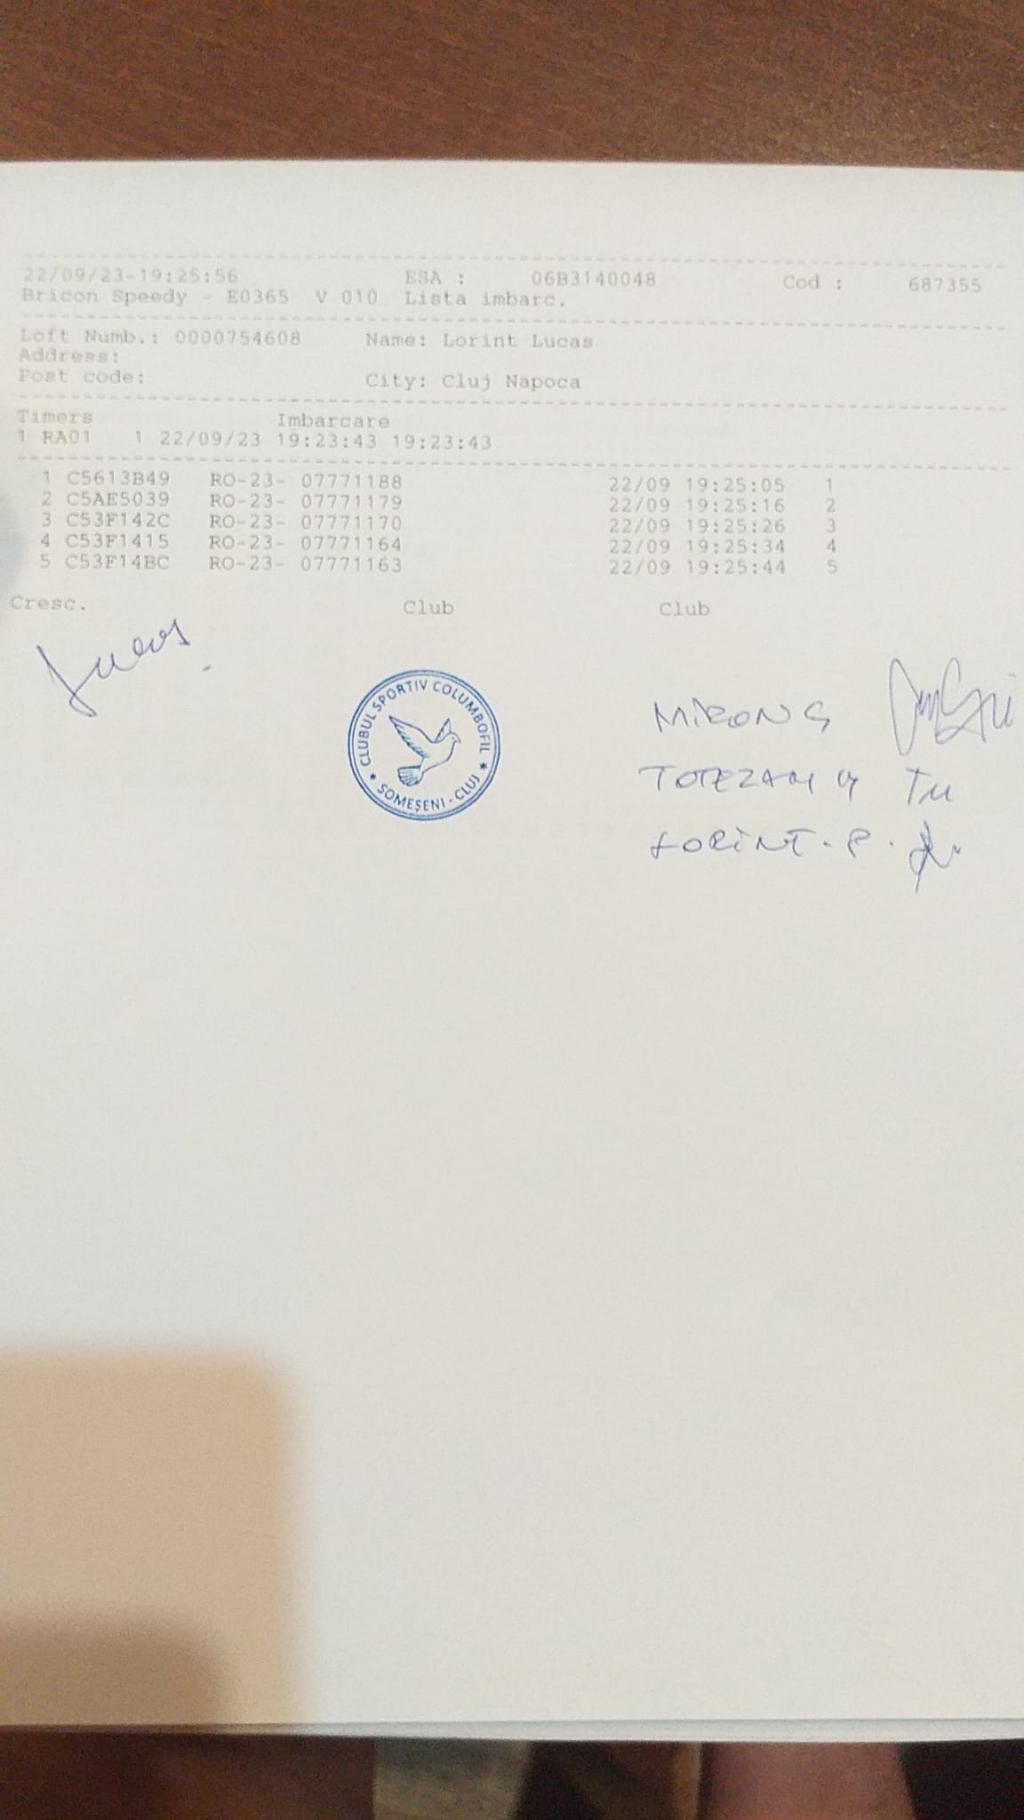 22/09/23-19:25:56 ESA : 06B3140048 Cod : 687355
Bricon Speedy - E0365 V 010 Lista imbarc.
Loft Numb.: 0000754608 Name: Lorint Lucas
Address:
Post code: City: Cluj Napoca
Timers Imbarcare
1 RA01 1 22/09/23 19:23:43 19:23:43
1 C5613B49 RO-23- 07771188 22/09 19:25:05 1
2 C5AE5039 RO-23- 07771179 22/09 19:25:16 2
3 C53F142C RO-23- 07771170 22/09 19:25:26 3
4 C53F1415 RO-23- 07771164 22/09 19:25:34 4
5 C53F14BC RO-23- 07771163 22/09 19:25:44 5
Cresc. Club Club
Lucas
CLUBUL SPORTIV COLUMBOFIL
SOMEȘENI - CLUJ
MIRON G
LORINT. P.